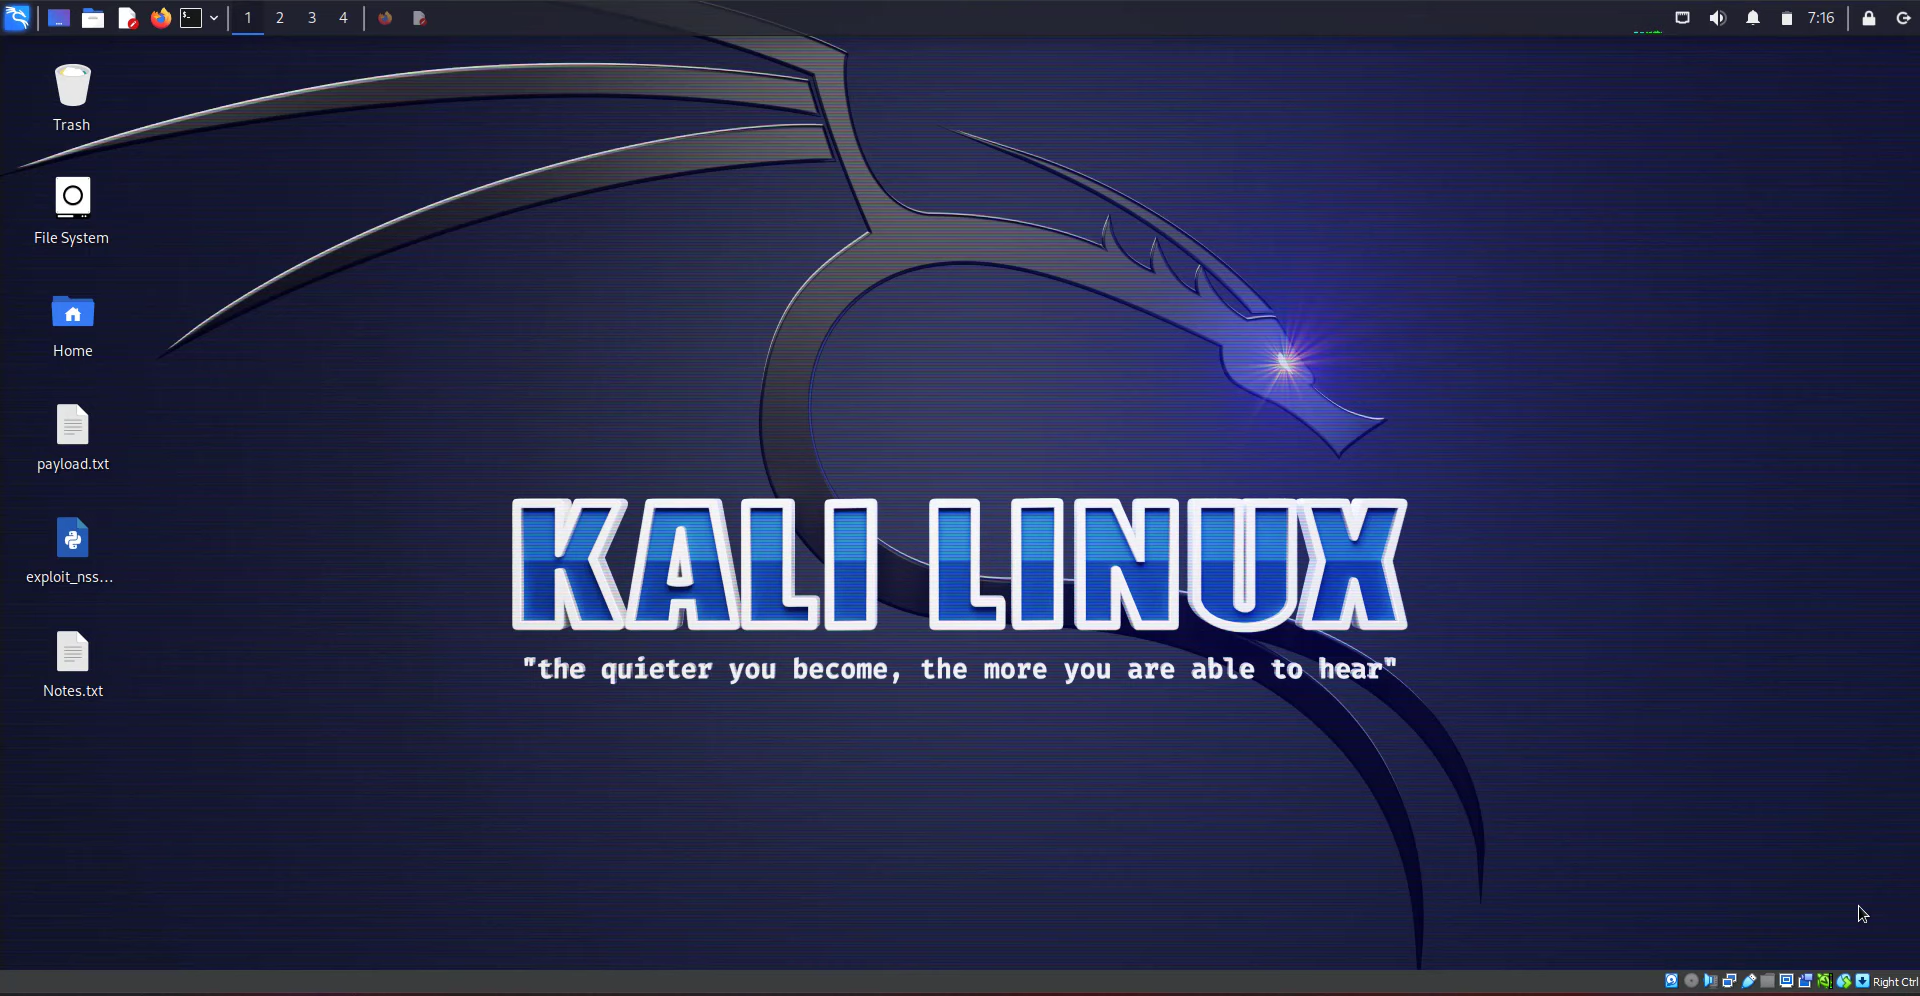 1 2 3 4
7:16
Trash
File System
Home
payload.txt
exploit_nss...
Notes.txt
KALI LINUX
"the quieter you become, the more you are able to hear"
Right Ctrl